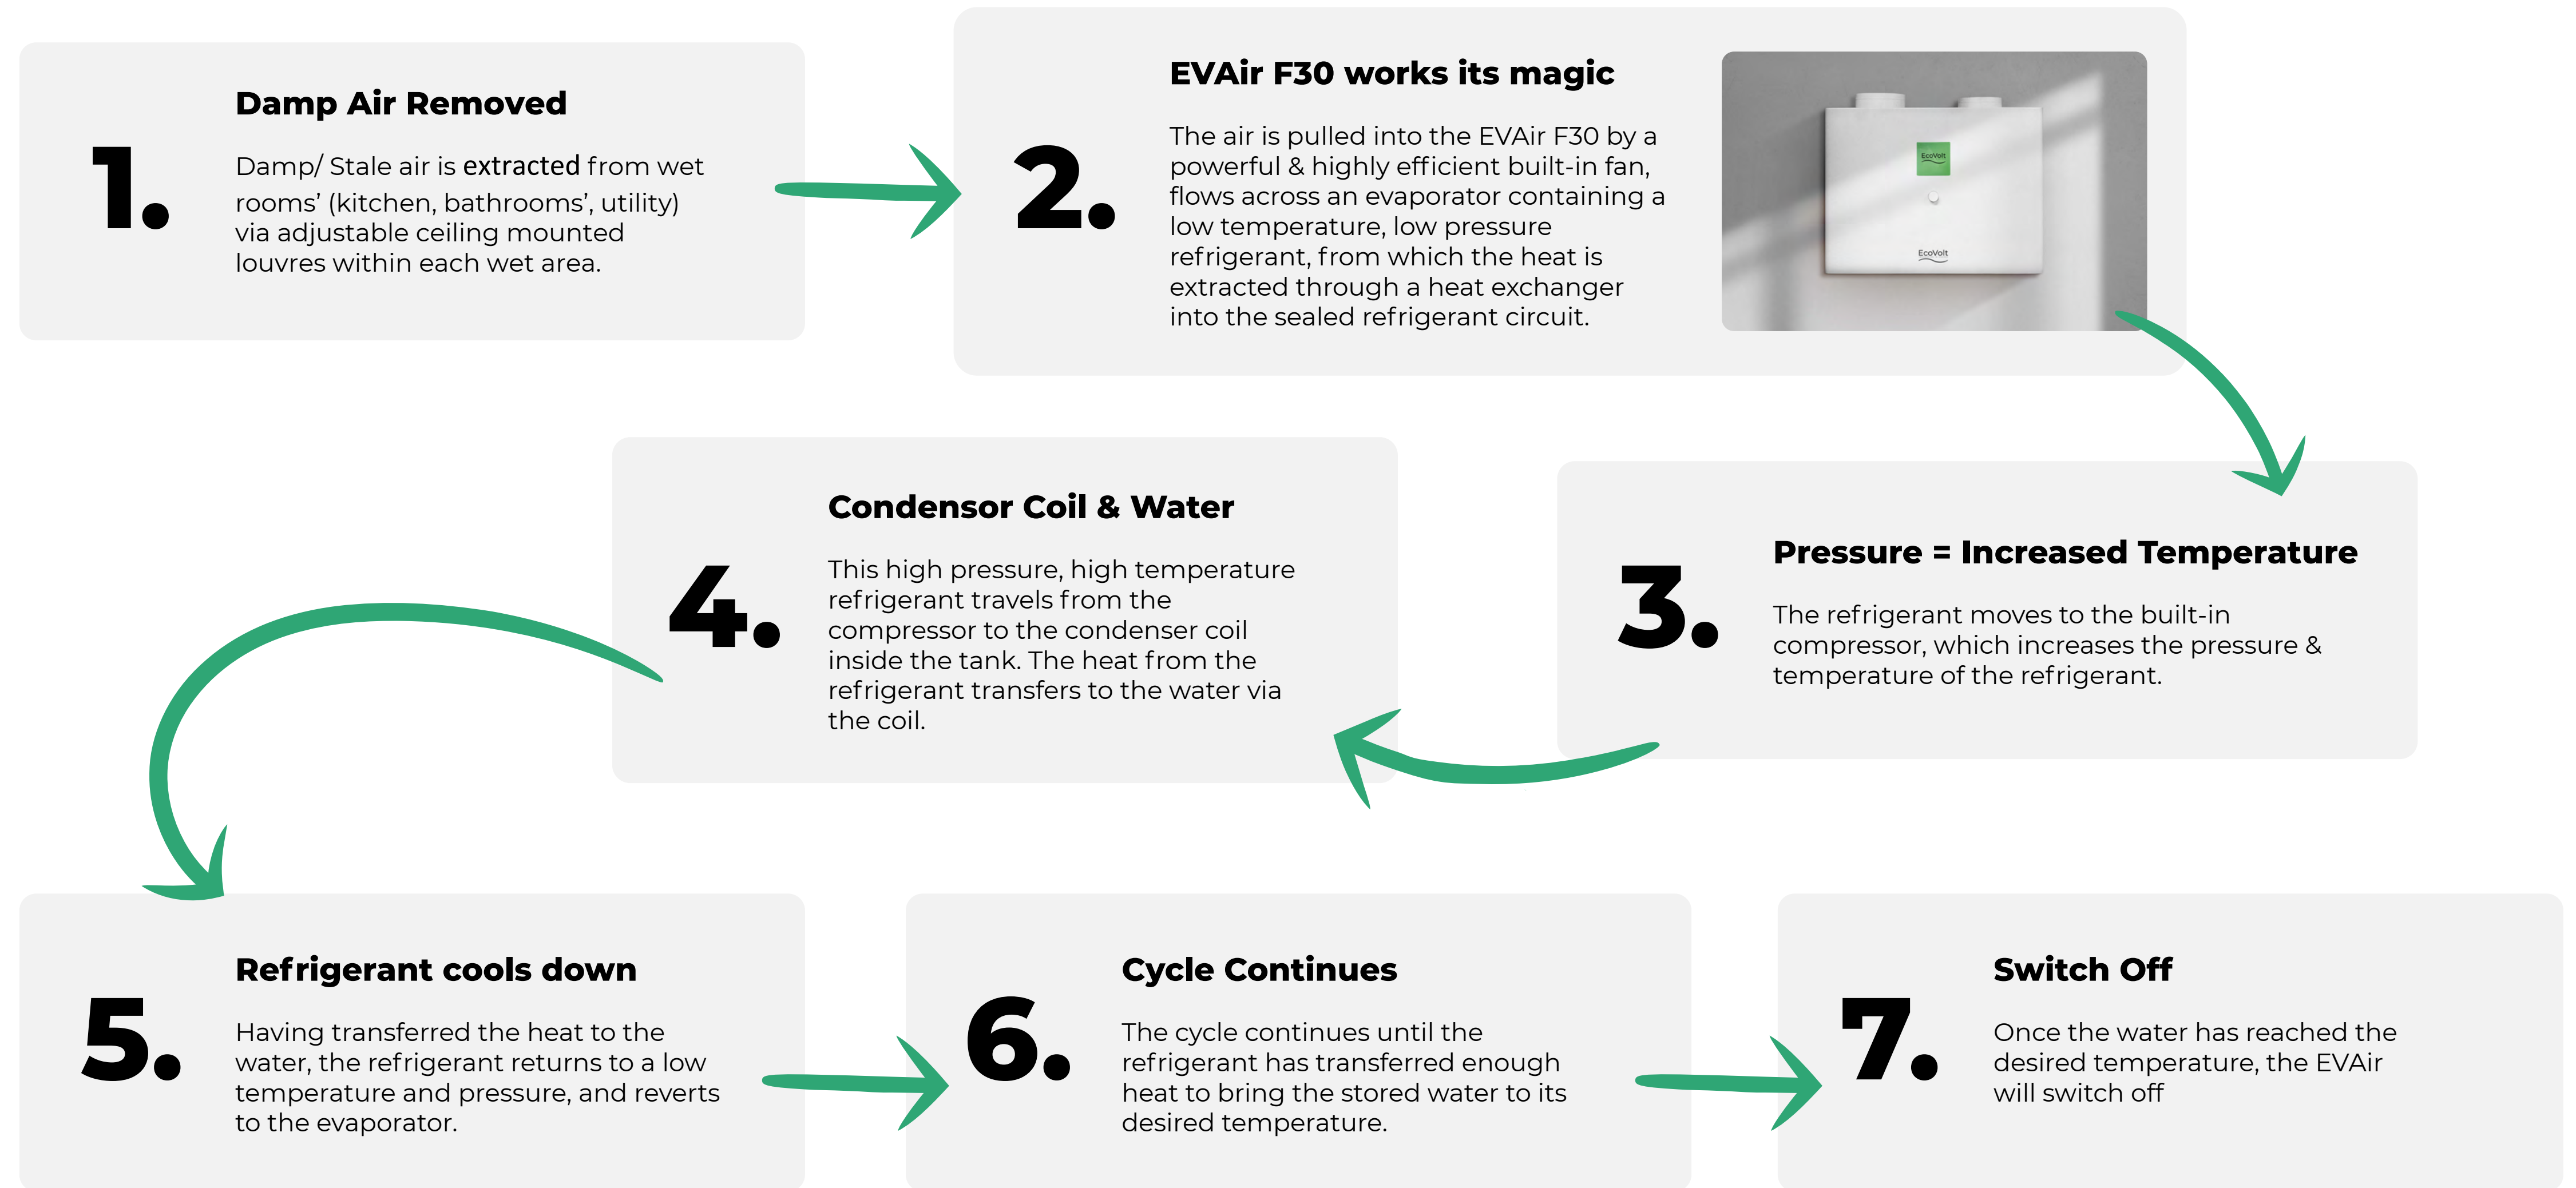 1.
Damp Air Removed
Damp/ Stale air is extracted from wet
rooms’ (kitchen, bathrooms’, utility)
via adjustable ceiling mounted
louvres within each wet area.
2.
EVAir F30 works its magic
The air is pulled into the EVAir F30 by a
powerful & highly efficient built-in fan,
flows across an evaporator containing a
low temperature, low pressure
refrigerant, from which the heat is
extracted through a heat exchanger
into the sealed refrigerant circuit.
EcoVolt
EcoVolt
3.
Pressure = Increased Temperature
The refrigerant moves to the built-in
compressor, which increases the pressure &
temperature of the refrigerant.
4.
Condensor Coil & Water
This high pressure, high temperature
refrigerant travels from the
compressor to the condenser coil
inside the tank. The heat from the
refrigerant transfers to the water via
the coil.
5.
Refrigerant cools down
Having transferred the heat to the
water, the refrigerant returns to a low
temperature and pressure, and reverts
to the evaporator.
6.
Cycle Continues
The cycle continues until the
refrigerant has transferred enough
heat to bring the stored water to its
desired temperature.
7.
Switch Off
Once the water has reached the
desired temperature, the EVAir
will switch off